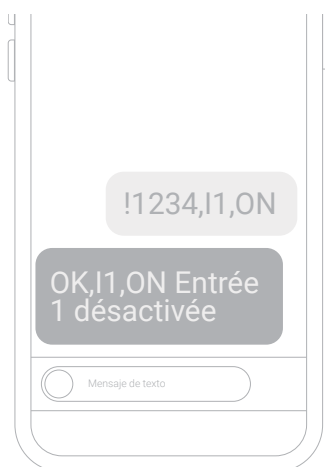 !1234,I1,ON
OK,I1,ON Entrée
1 désactivée
Mensaje de texto